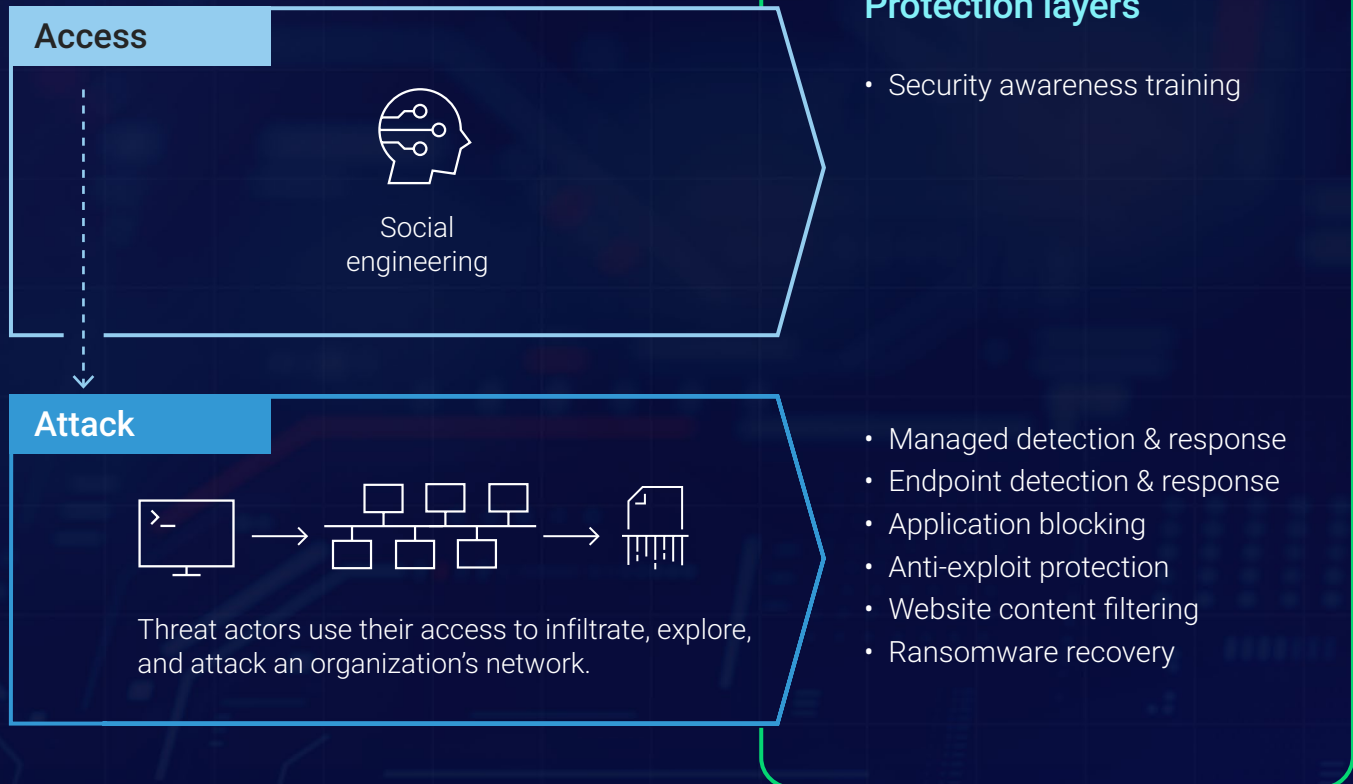 Protection layers
Access
• Security awareness training
Social
engineering
Attack
>_
Threat actors use their access to infiltrate, explore,
and attack an organization’s network.
• Managed detection & response
• Endpoint detection & response
• Application blocking
• Anti-exploit protection
• Website content filtering
• Ransomware recovery